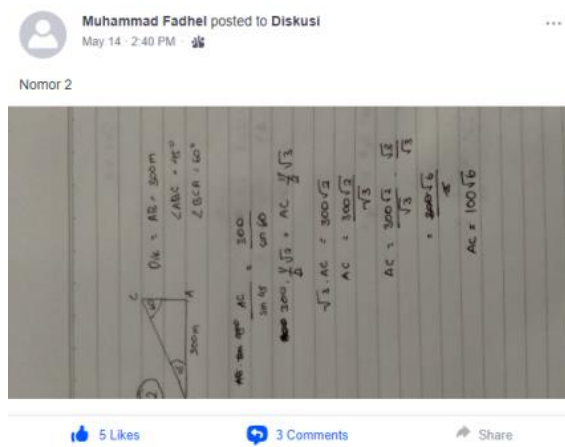 Muhammad Fadhel posted to Diskusi
May 14 · 2:40 PM
Nomor 2
2
C
A
300m
Dik = AB = 300m
∠ABC = 45°
∠BCA = 60°
AC / sin 45 = 300 / sin 60
300 . ½ √2 = AC . ½ √3
√3 . AC = 300√2
AC = 300√2 / √3
AC = 300√2 / √3 . √3 / √3
= 300√6 / 3
AC = 100√6
5 Likes
3 Comments
Share